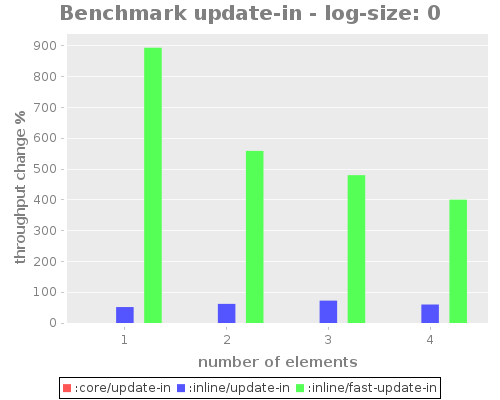 Benchmark update-in - log-size: 0
throughput change %
900
800
700
600
500
400
300
200
100
0
1 2 3 4
number of elements
:core/update-in :inline/update-in :inline/fast-update-in